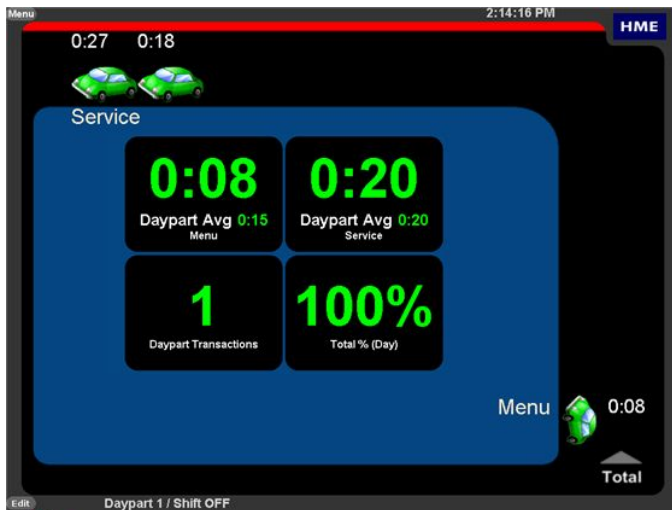 Menu
2:14:16 PM
HME
0:27 0:18
Service
0:08
Daypart Avg 0:15
Menu
0:20
Daypart Avg 0:20
Service
1
Daypart Transactions
100%
Total % (Day)
Menu
0:08
Total
Edit
Daypart 1 / Shift OFF